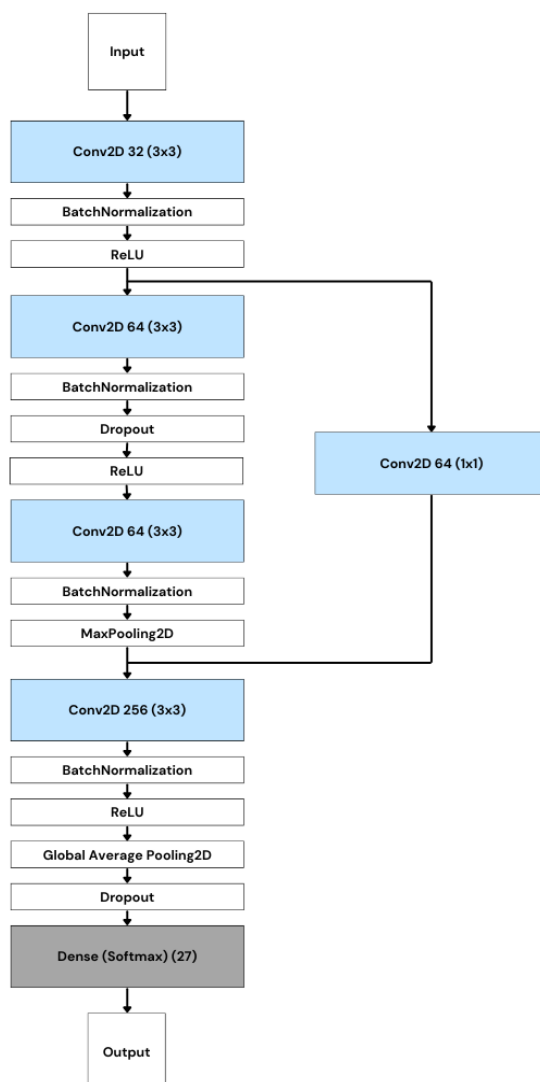 Input
Conv2D 32 (3x3)
BatchNormalization
ReLU
Conv2D 64 (3x3)
BatchNormalization
Dropout
ReLU
Conv2D 64 (1x1)
Conv2D 64 (3x3)
BatchNormalization
MaxPooling2D
Conv2D 256 (3x3)
BatchNormalization
ReLU
Global Average Pooling2D
Dropout
Dense (Softmax) (27)
Output